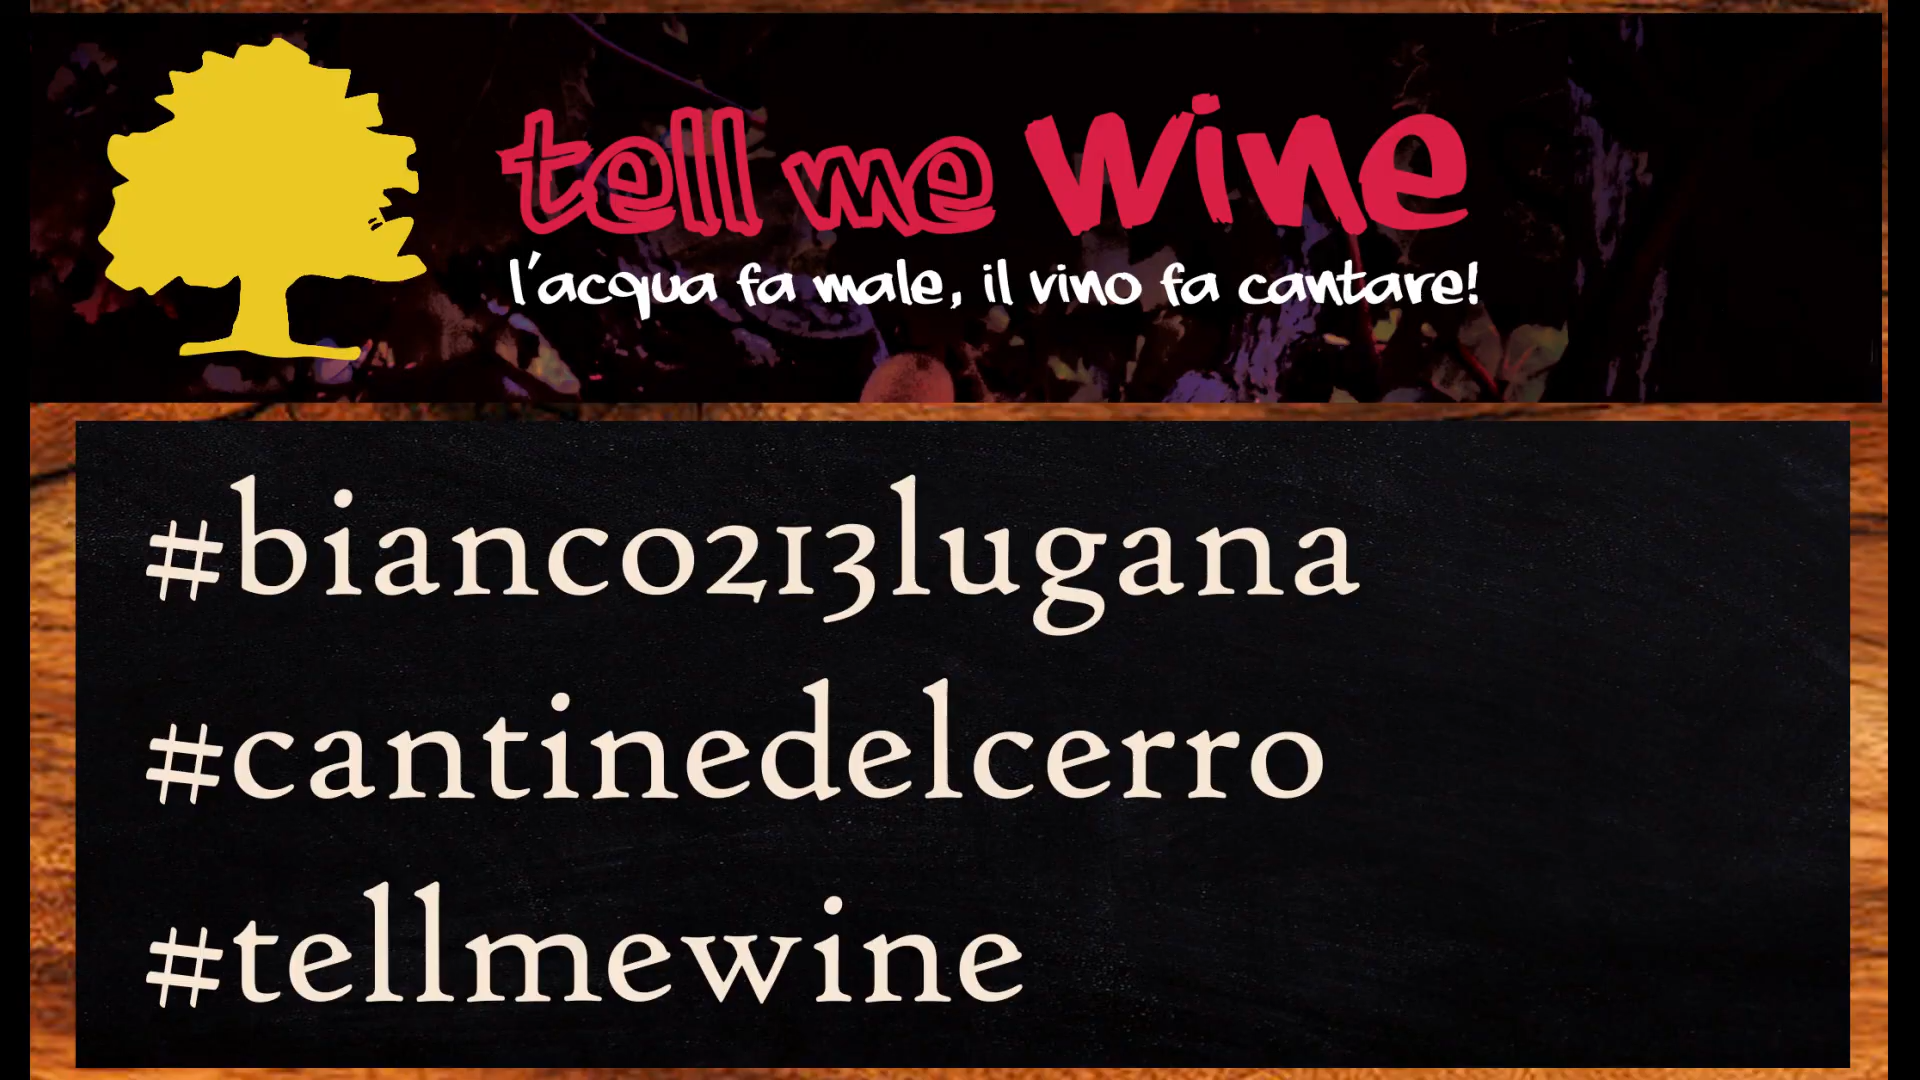 tell me wine
l'acqua fa male, il vino fa cantare!
#bianco213lugana
#cantinedelcerro
#tellmewine